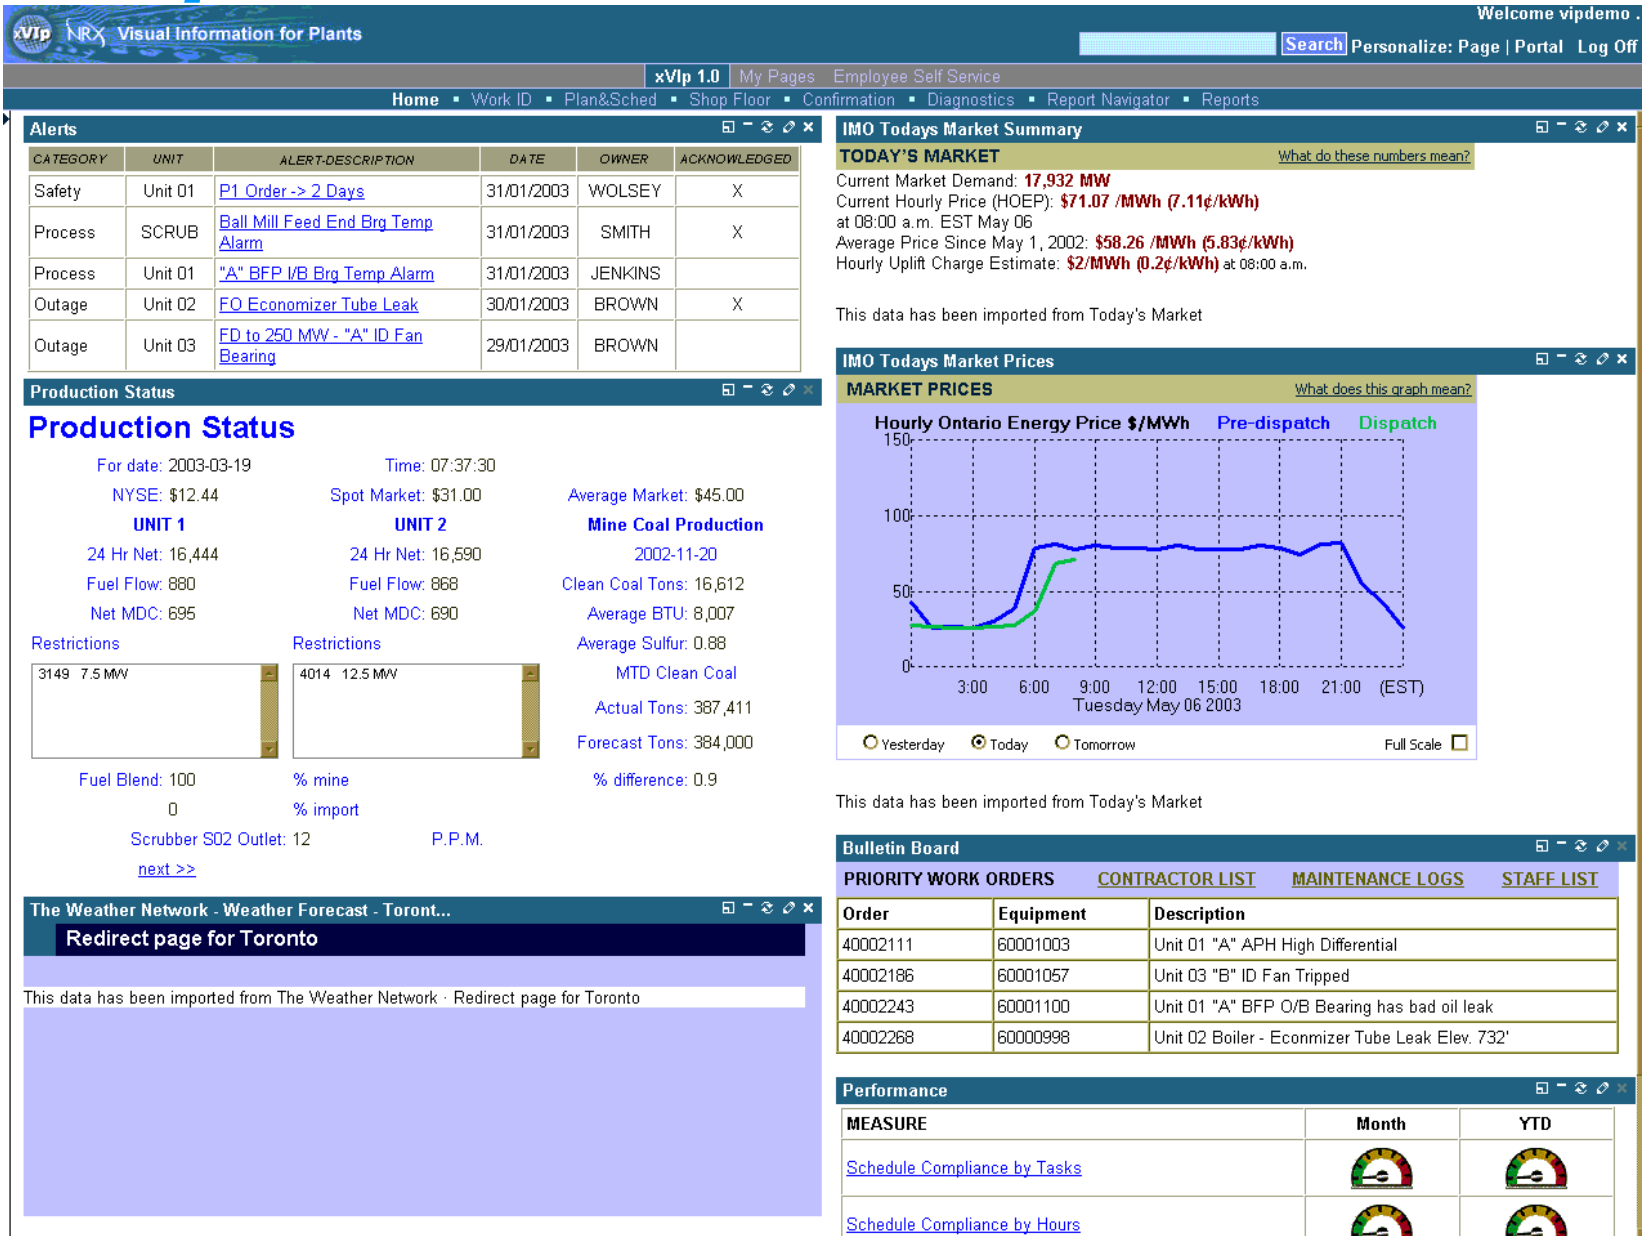 Welcome vipdemo .
xVIp NRX Visual Information for Plants
Search Personalize: Page | Portal Log Off
xVIp 1.0 My Pages Employee Self Service
Home ▪ Work ID ▪ Plan&Sched ▪ Shop Floor ▪ Confirmation ▪ Diagnostics ▪ Report Navigator ▪ Reports
Alerts
CATEGORY UNIT ALERT-DESCRIPTION DATE OWNER ACKNOWLEDGED
Safety Unit 01 P1 Order -> 2 Days 31/01/2003 WOLSEY X
Process SCRUB Ball Mill Feed End Brg Temp Alarm 31/01/2003 SMITH X
Process Unit 01 "A" BFP I/B Brg Temp Alarm 31/01/2003 JENKINS
Outage Unit 02 FO Economizer Tube Leak 30/01/2003 BROWN X
Outage Unit 03 FD to 250 MW - "A" ID Fan Bearing 29/01/2003 BROWN
Production Status
Production Status
For date: 2003-03-19 Time: 07:37:30
NYSE: $12.44 Spot Market: $31.00 Average Market: $45.00
UNIT 1 UNIT 2 Mine Coal Production
24 Hr Net: 16,444 24 Hr Net: 16,590 2002-11-20
Fuel Flow: 880 Fuel Flow: 868 Clean Coal Tons: 16,612
Net MDC: 695 Net MDC: 690 Average BTU: 8,007
Restrictions Restrictions Average Sulfur: 0.88
3149 7.5 MW 4014 12.5 MW MTD Clean Coal
Actual Tons: 387,411
Forecast Tons: 384,000
Fuel Blend: 100 % mine % difference: 0.9
0 % import
Scrubber S02 Outlet: 12 P.P.M.
next >>
The Weather Network - Weather Forecast - Toront...
Redirect page for Toronto
This data has been imported from The Weather Network · Redirect page for Toronto
IMO Todays Market Summary
TODAY'S MARKET What do these numbers mean?
Current Market Demand: 17,932 MW
Current Hourly Price (HOEP): $71.07 /MWh (7.11¢/kWh)
at 08:00 a.m. EST May 06
Average Price Since May 1, 2002: $58.26 /MWh (5.83¢/kWh)
Hourly Uplift Charge Estimate: $2/MWh (0.2¢/kWh) at 08:00 a.m.
This data has been imported from Today's Market
IMO Todays Market Prices
MARKET PRICES What does this graph mean?
Hourly Ontario Energy Price $/MWh Pre-dispatch Dispatch
150
100
50
0
3:00 6:00 9:00 12:00 15:00 18:00 21:00 (EST)
Tuesday May 06 2003
Yesterday Today Tomorrow Full Scale
This data has been imported from Today's Market
Bulletin Board
PRIORITY WORK ORDERS CONTRACTOR LIST MAINTENANCE LOGS STAFF LIST
Order Equipment Description
40002111 60001003 Unit 01 "A" APH High Differential
40002186 60001057 Unit 03 "B" ID Fan Tripped
40002243 60001100 Unit 01 "A" BFP O/B Bearing has bad oil leak
40002268 60000998 Unit 02 Boiler - Econmizer Tube Leak Elev. 732'
Performance
MEASURE Month YTD
Schedule Compliance by Tasks
Schedule Compliance by Hours